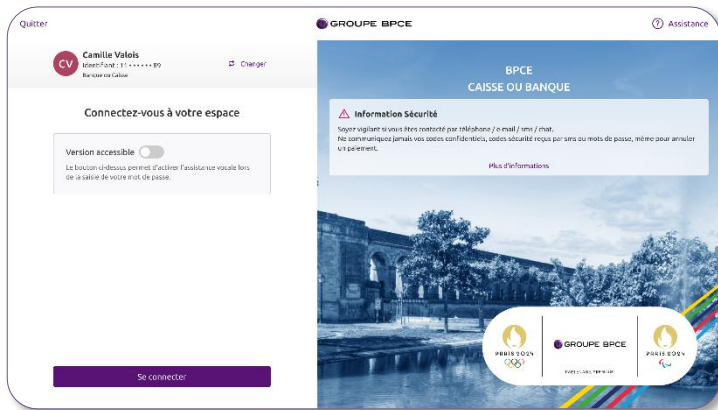 Quitter
GROUPE BPCE
Assistance
CV
Camille Valois
Identifiant : 11 • • • • • • 89
Banque ou Caisse
Changer
Connectez-vous à votre espace
Version accessible
Le bouton ci-dessus permet d'activer l'assistance vocale lors
de la saisie de votre mot de passe.
Se connecter
BPCE
CAISSE OU BANQUE
Information Sécurité
Soyez vigilant si vous êtes contacté par téléphone / e-mail / sms / chat.
Ne communiquez jamais vos codes confidentiels, codes sécurité reçus par sms ou mots de passe, même pour annuler
un paiement.
Plus d'informations
PARIS 2024
GROUPE BPCE
PARIS 2024